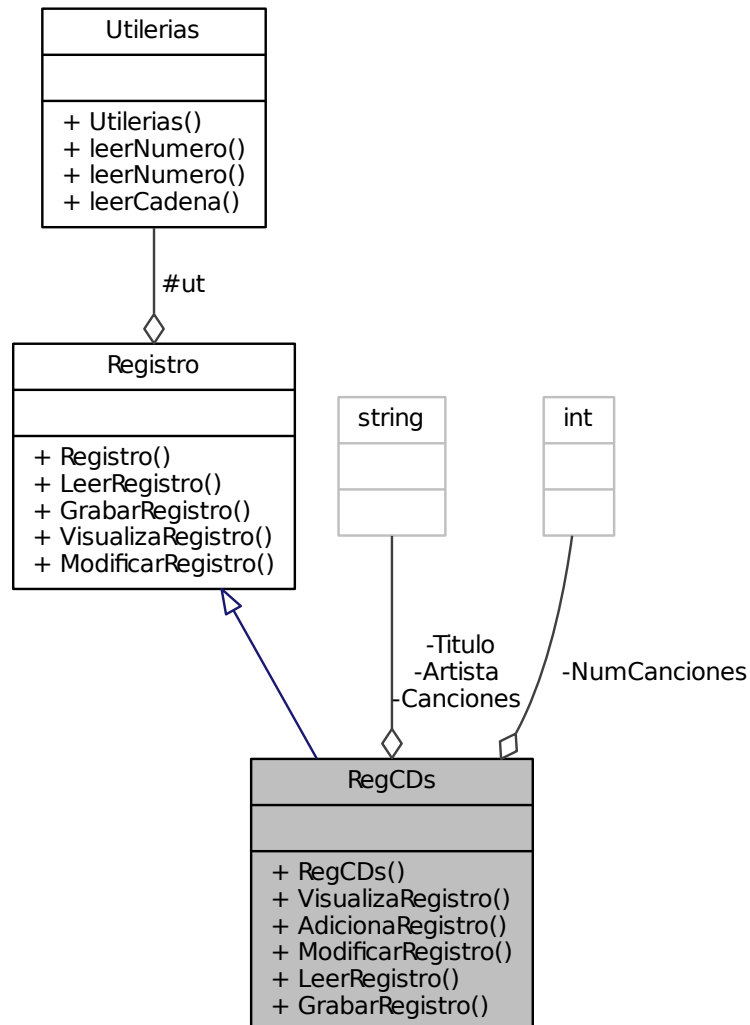 Utilerias
+ Utilerias()
+ leerNumero()
+ leerNumero()
+ leerCadena()
#ut
Registro
+ Registro()
+ LeerRegistro()
+ GrabarRegistro()
+ VisualizaRegistro()
+ ModificarRegistro()
string
int
-Titulo
-Artista
-Canciones
-NumCanciones
RegCDs
+ RegCDs()
+ VisualizaRegistro()
+ AdicionaRegistro()
+ ModificarRegistro()
+ LeerRegistro()
+ GrabarRegistro()